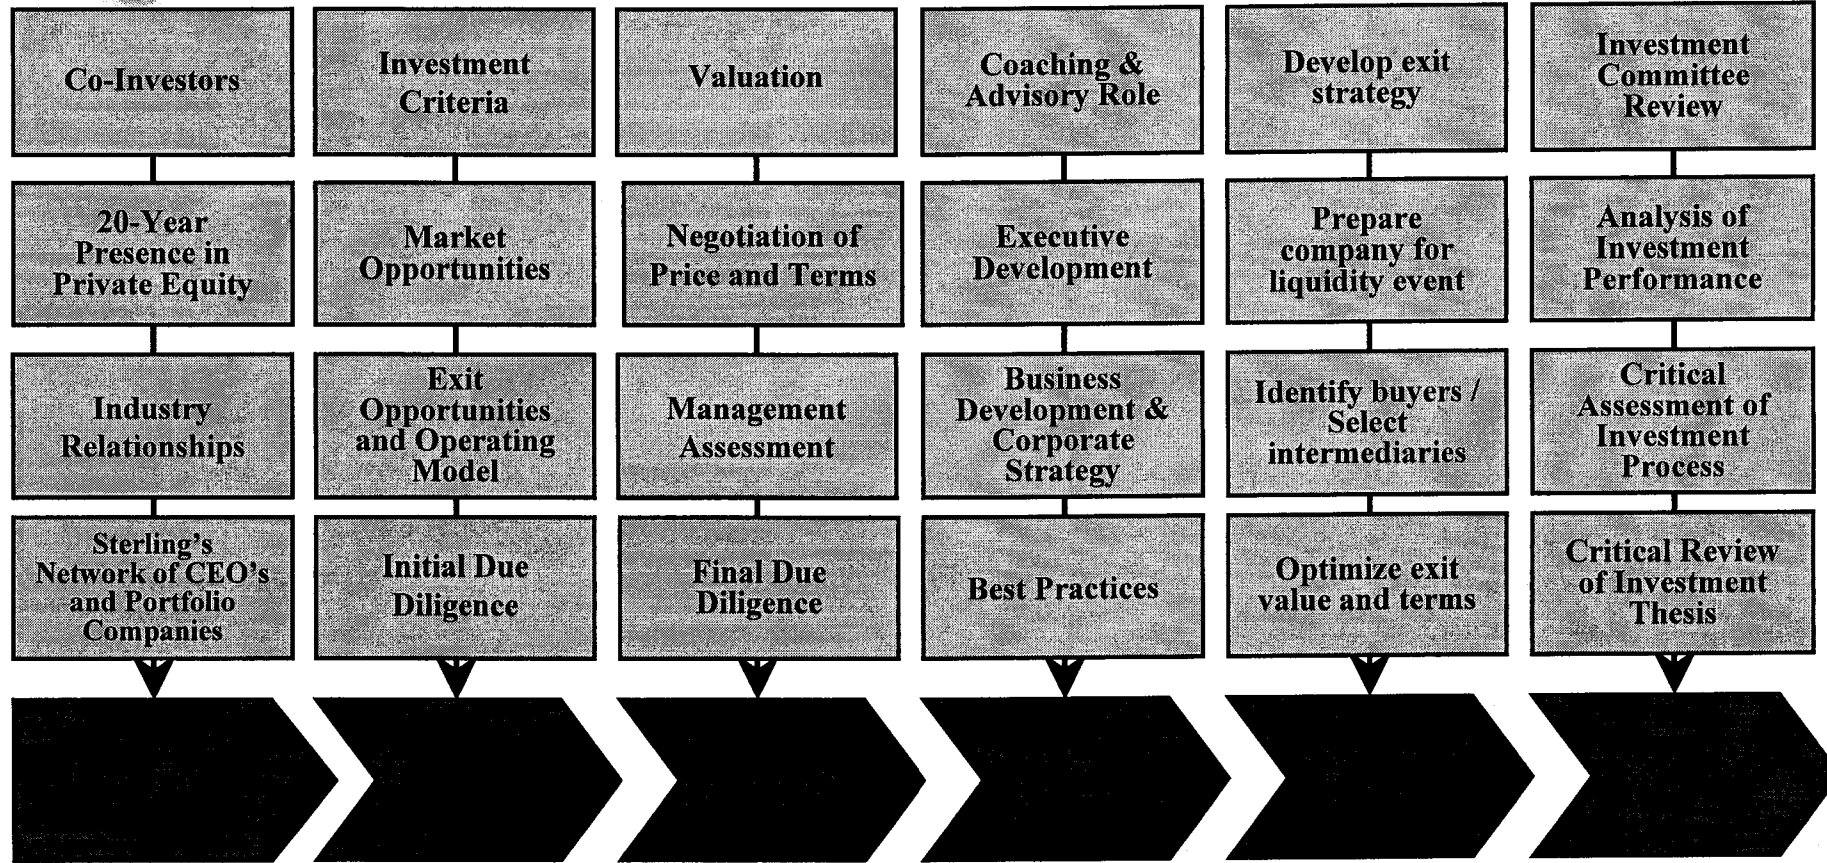 Co-Investors
20-Year
Presence in
Private Equity
Industry
Relationships
Sterling's
Network of CEO's
and Portfolio
Companies
Investment
Criteria
Market
Opportunities
Exit
Opportunities
and Operating
Model
Initial Due
Diligence
Valuation
Negotiation of
Price and Terms
Management
Assessment
Final Due
Diligence
Coaching &
Advisory Role
Executive
Development
Business
Development &
Corporate
Strategy
Best Practices
Develop exit
strategy
Prepare
company for
liquidity event
Identify buyers /
Select
intermediaries
Optimize exit
value and terms
Investment
Committee
Review
Analysis of
Investment
Performance
Critical
Assessment of
Investment
Process
Critical Review
of Investment
Thesis